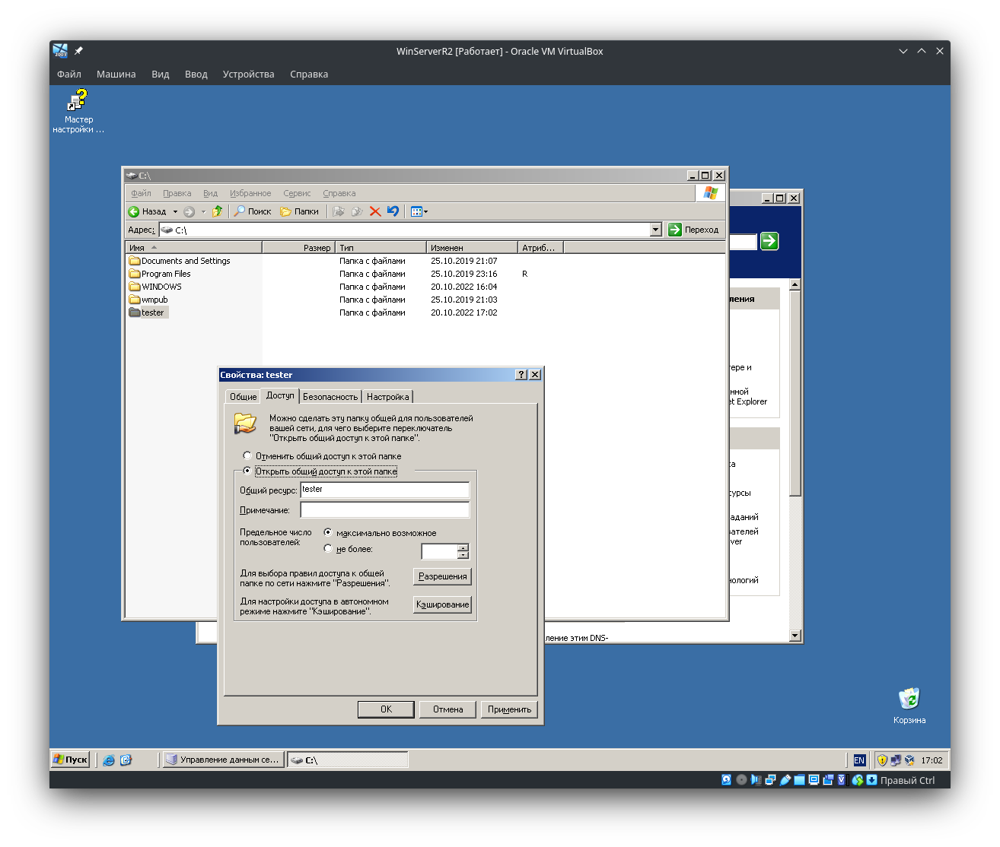 WinServerR2 [Работает] - Oracle VM VirtualBox
Файл Машина Вид Ввод Устройства Справка
Мастер
настройки ...
C:\
Файл Правка Вид Избранное Сервис Справка
Назад Поиск Папки
Адрес: C:\ Переход
Имя Размер Тип Изменен Атриб...
Documents and Settings Папка с файлами 25.10.2019 21:07
Program Files Папка с файлами 25.10.2019 23:16 R
WINDOWS Папка с файлами 20.10.2022 16:04
wmpub Папка с файлами 25.10.2019 21:03
tester Папка с файлами 20.10.2022 17:02
ления
ере и
нной
et Explorer
ка
сурсы
аданий
вателей
ver
нологий
ление этим DNS-
Свойства: tester
Общие Доступ Безопасность Настройка
Можно сделать эту папку общей для пользователей
вашей сети, для чего выберите переключатель
"Открыть общий доступ к этой папке".
Отменить общий доступ к этой папке
Открыть общий доступ к этой папке
Общий ресурс: tester
Примечание:
Предельное число
пользователей:
максимально возможное
не более:
Для выбора правил доступа к общей
папке по сети нажмите "Разрешения".
Разрешения
Для настройки доступа в автономном
режиме нажмите "Кэширование".
Кэширование
OK Отмена Применить
Корзина
Пуск Управление данным се... C:\ EN 17:02
Правый Ctrl